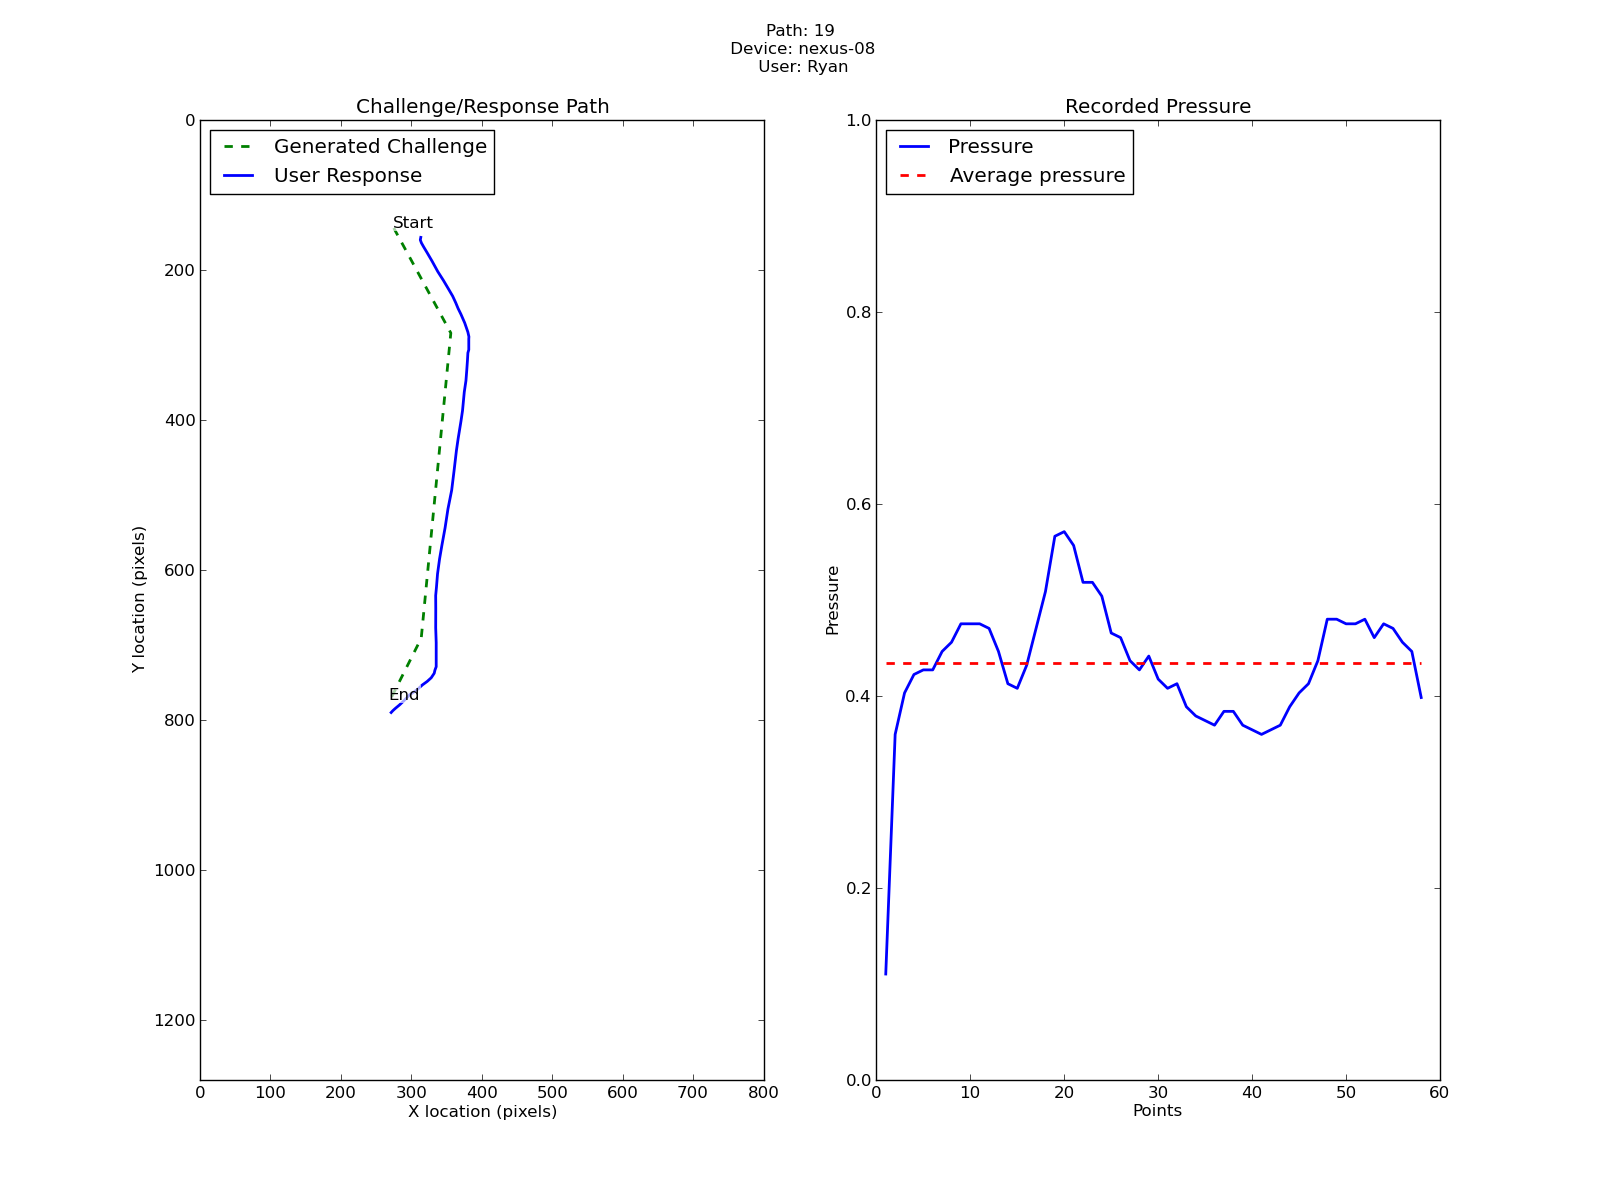 Path: 19
Device: nexus-08
User: Ryan
Challenge/Response Path
Generated Challenge
User Response
Start
End
0
200
400
600
800
1000
1200
Y location (pixels)
0 100 200 300 400 500 600 700 800
X location (pixels)
Recorded Pressure
Pressure
Average pressure
1.0
0.8
0.6
0.4
0.2
0.0
Pressure
0 10 20 30 40 50 60
Points